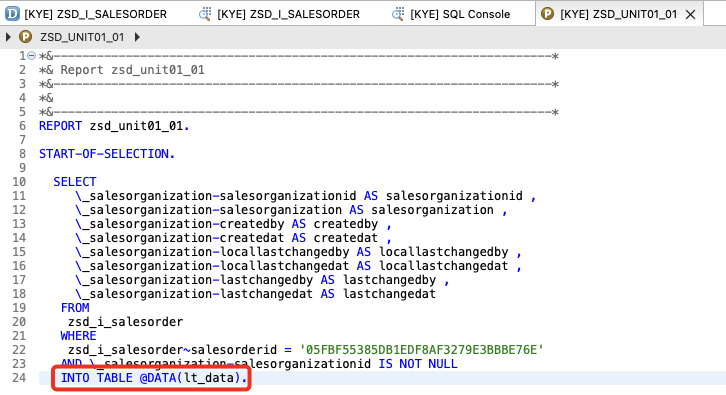 [KYE] ZSD_I_SALESORDER
[KYE] ZSD_I_SALESORDER
[KYE] SQL Console
[KYE] ZSD_UNIT01_01
ZSD_UNIT01_01
1 *&---------------------------------------------------------------------*
2 *& Report zsd_unit01_01
3 *&---------------------------------------------------------------------*
4 *&
5 *&---------------------------------------------------------------------*
6 REPORT zsd_unit01_01.
7
8 START-OF-SELECTION.
9
10 SELECT
11 \_salesorganization-salesorganizationid AS salesorganizationid ,
12 \_salesorganization-salesorganization AS salesorganization ,
13 \_salesorganization-createdby AS createdby ,
14 \_salesorganization-createdat AS createdat ,
15 \_salesorganization-locallastchangedby AS locallastchangedby ,
16 \_salesorganization-locallastchangedat AS locallastchangedat ,
17 \_salesorganization-lastchangedby AS lastchangedby ,
18 \_salesorganization-lastchangedat AS lastchangedat
19 FROM
20 zsd_i_salesorder
21 WHERE
22 zsd_i_salesorder~salesorderid = '05FBF55385DB1EDF8AF3279E3BBBE76E'
23 AND \_salesorganization-salesorganizationid IS NOT NULL
24 INTO TABLE @DATA(lt_data).